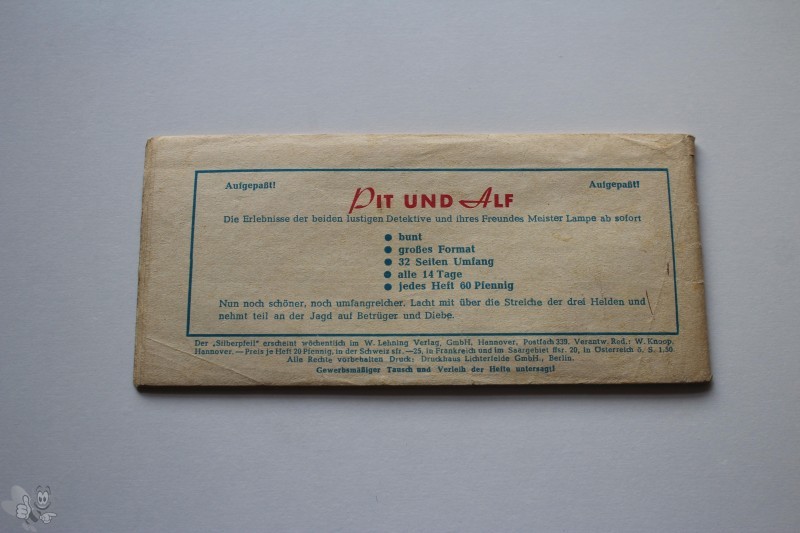 Aufgepaßt! Aufgepaßt!
PIT UND ALF
Die Erlebnisse der beiden lustigen Detektive und ihres Freundes Meister Lampe ab sofort
● bunt
● großes Format
● 32 Seiten Umfang
● alle 14 Tage
● jedes Heft 60 Pfennig
Nun noch schöner, noch umfangreicher. Lacht mit über die Streiche der drei Helden und
nehmt teil an der Jagd auf Betrüger und Diebe.
Der „Silberpfeil" erscheint wöchentlich im W. Lehning Verlag, GmbH, Hannover, Postfach 339. Verantw. Red.: W. Knoop.
Hannover. — Preis je Heft 20 Pfennig, in der Schweiz sfr. —25, in Frankreich und im Saargebiet ffr. 20, in Österreich ö. S. 1.50
Alle Rechte vorbehalten Druck: Druckhaus Lichterfelde GmbH., Berlin.
Gewerbsmäßiger Tausch und Verleih der Hefte untersagt!